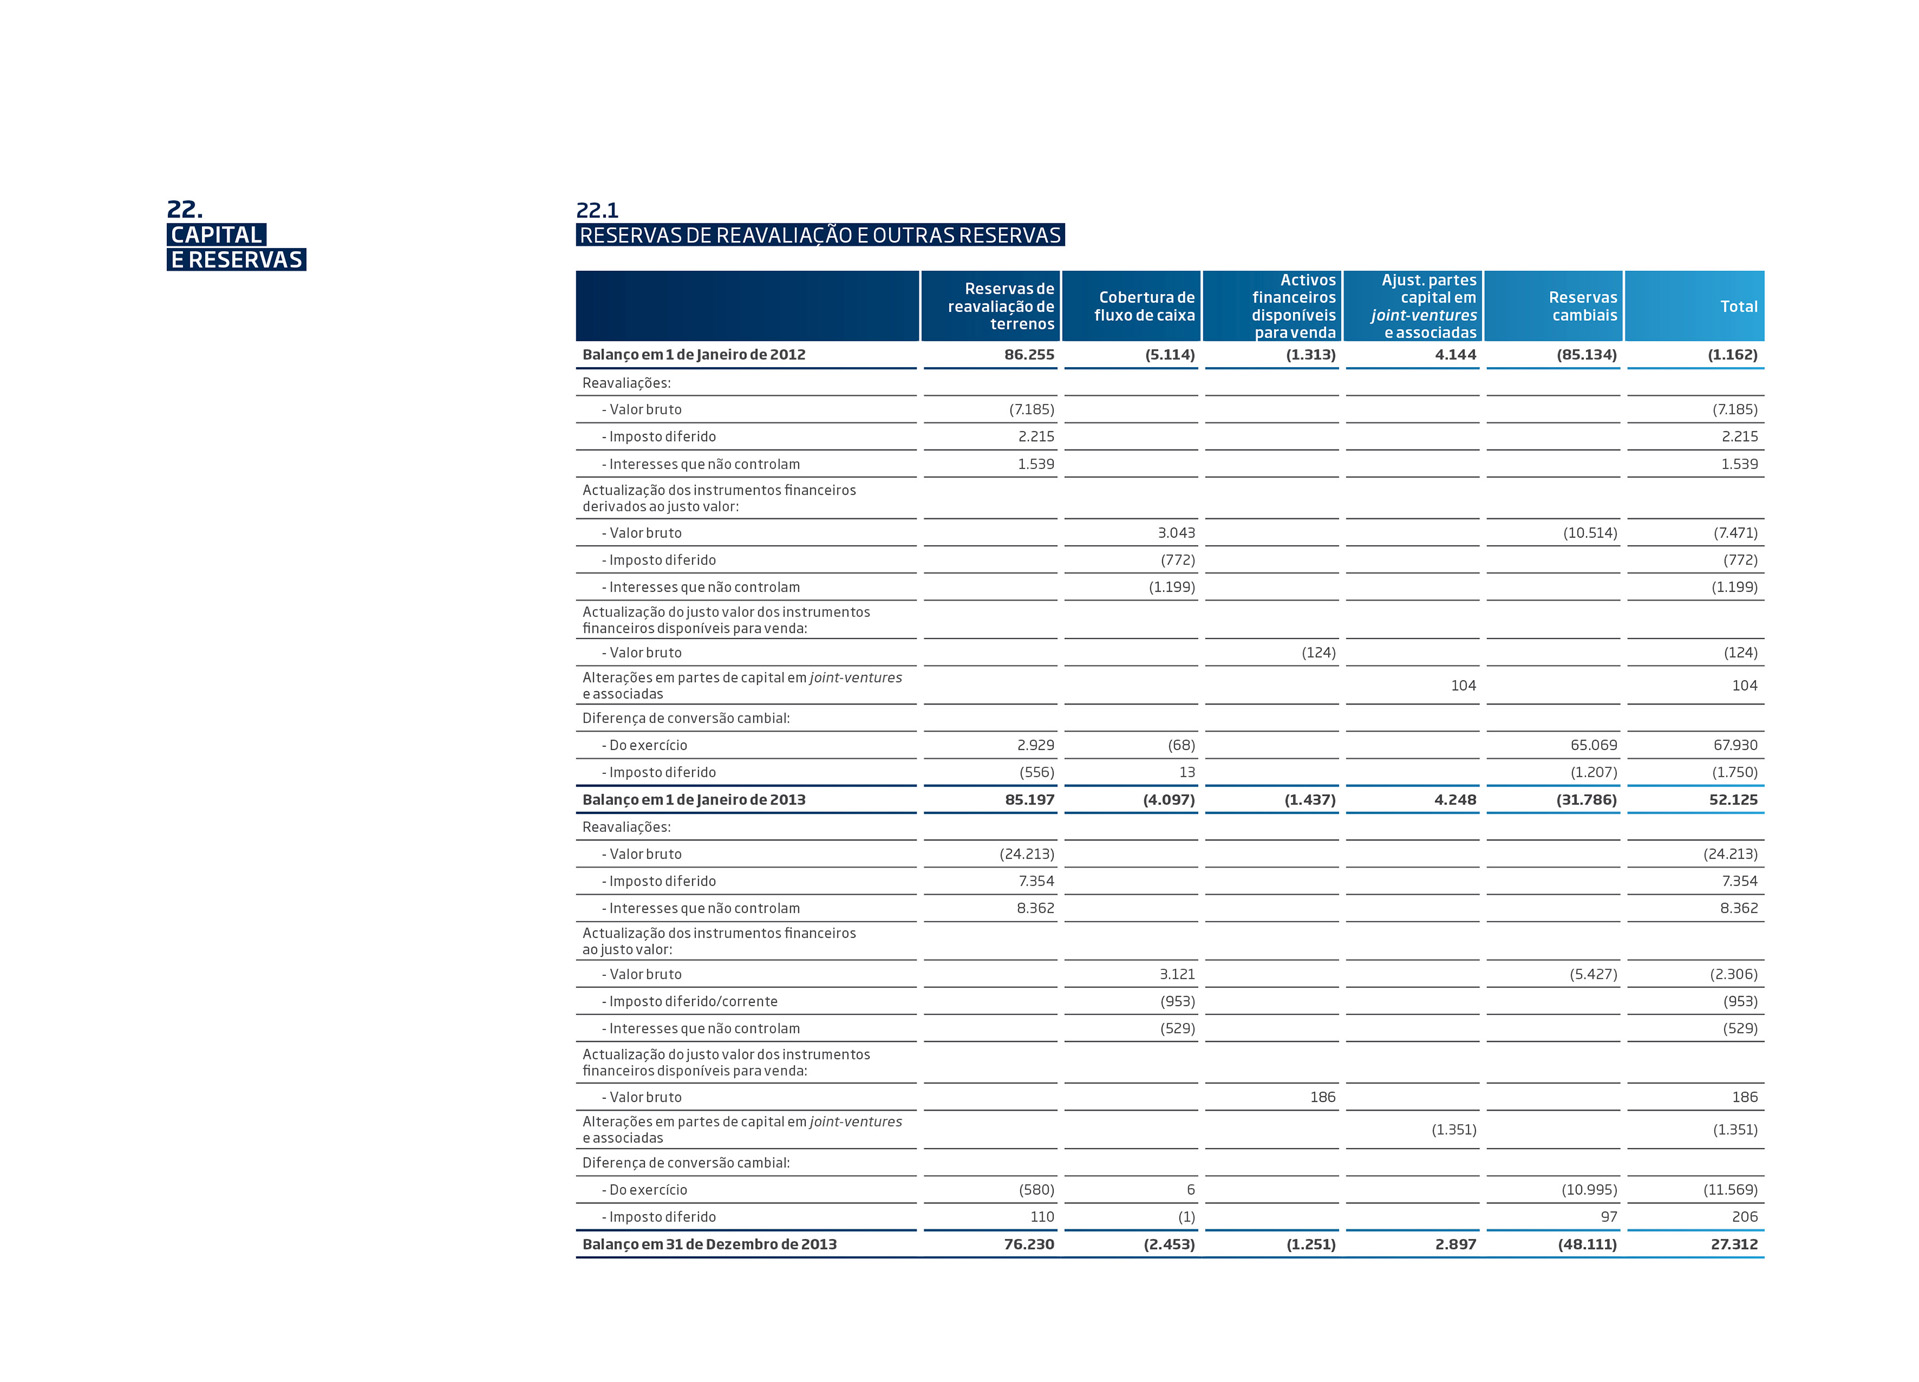 22.
CAPITAL
E RESERVAS
22.1
RESERVAS DE REAVALIAÇÃO E OUTRAS RESERVAS
Reservas de
reavaliação de
terrenos
Cobertura de
fluxo de caixa
Activos
financeiros
disponíveis
para venda
Ajust. partes
capital em
joint-ventures
e associadas
Reservas
cambiais
Total
Balanço em 1 de Janeiro de 2012 86.255 (5.114) (1.313) 4.144 (85.134) (1.162)
Reavaliações:
- Valor bruto (7.185) (7.185)
- Imposto diferido 2.215 2.215
- Interesses que não controlam 1.539 1.539
Actualização dos instrumentos financeiros
derivados ao justo valor:
- Valor bruto 3.043 (10.514) (7.471)
- Imposto diferido (772) (772)
- Interesses que não controlam (1.199) (1.199)
Actualização do justo valor dos instrumentos
financeiros disponíveis para venda:
- Valor bruto (124) (124)
Alterações em partes de capital em joint-ventures
e associadas 104 104
Diferença de conversão cambial:
- Do exercício 2.929 (68) 65.069 67.930
- Imposto diferido (556) 13 (1.207) (1.750)
Balanço em 1 de Janeiro de 2013 85.197 (4.097) (1.437) 4.248 (31.786) 52.125
Reavaliações:
- Valor bruto (24.213) (24.213)
- Imposto diferido 7.354 7.354
- Interesses que não controlam 8.362 8.362
Actualização dos instrumentos financeiros
ao justo valor:
- Valor bruto 3.121 (5.427) (2.306)
- Imposto diferido/corrente (953) (953)
- Interesses que não controlam (529) (529)
Actualização do justo valor dos instrumentos
financeiros disponíveis para venda:
- Valor bruto 186 186
Alterações em partes de capital em joint-ventures
e associadas (1.351) (1.351)
Diferença de conversão cambial:
- Do exercício (580) 6 (10.995) (11.569)
- Imposto diferido 110 (1) 97 206
Balanço em 31 de Dezembro de 2013 76.230 (2.453) (1.251) 2.897 (48.111) 27.312